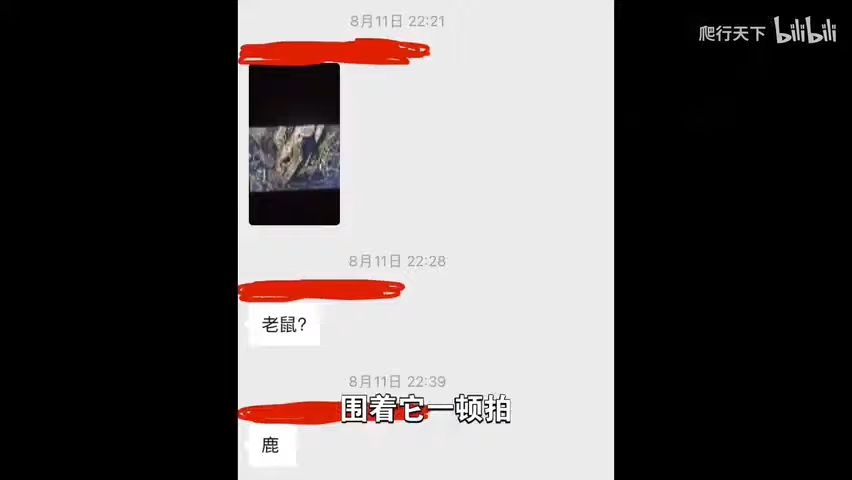 8月11日 22:21
爬行天下 bilibili
8月11日 22:28
老鼠?
8月11日 22:39
围着它一顿拍
鹿